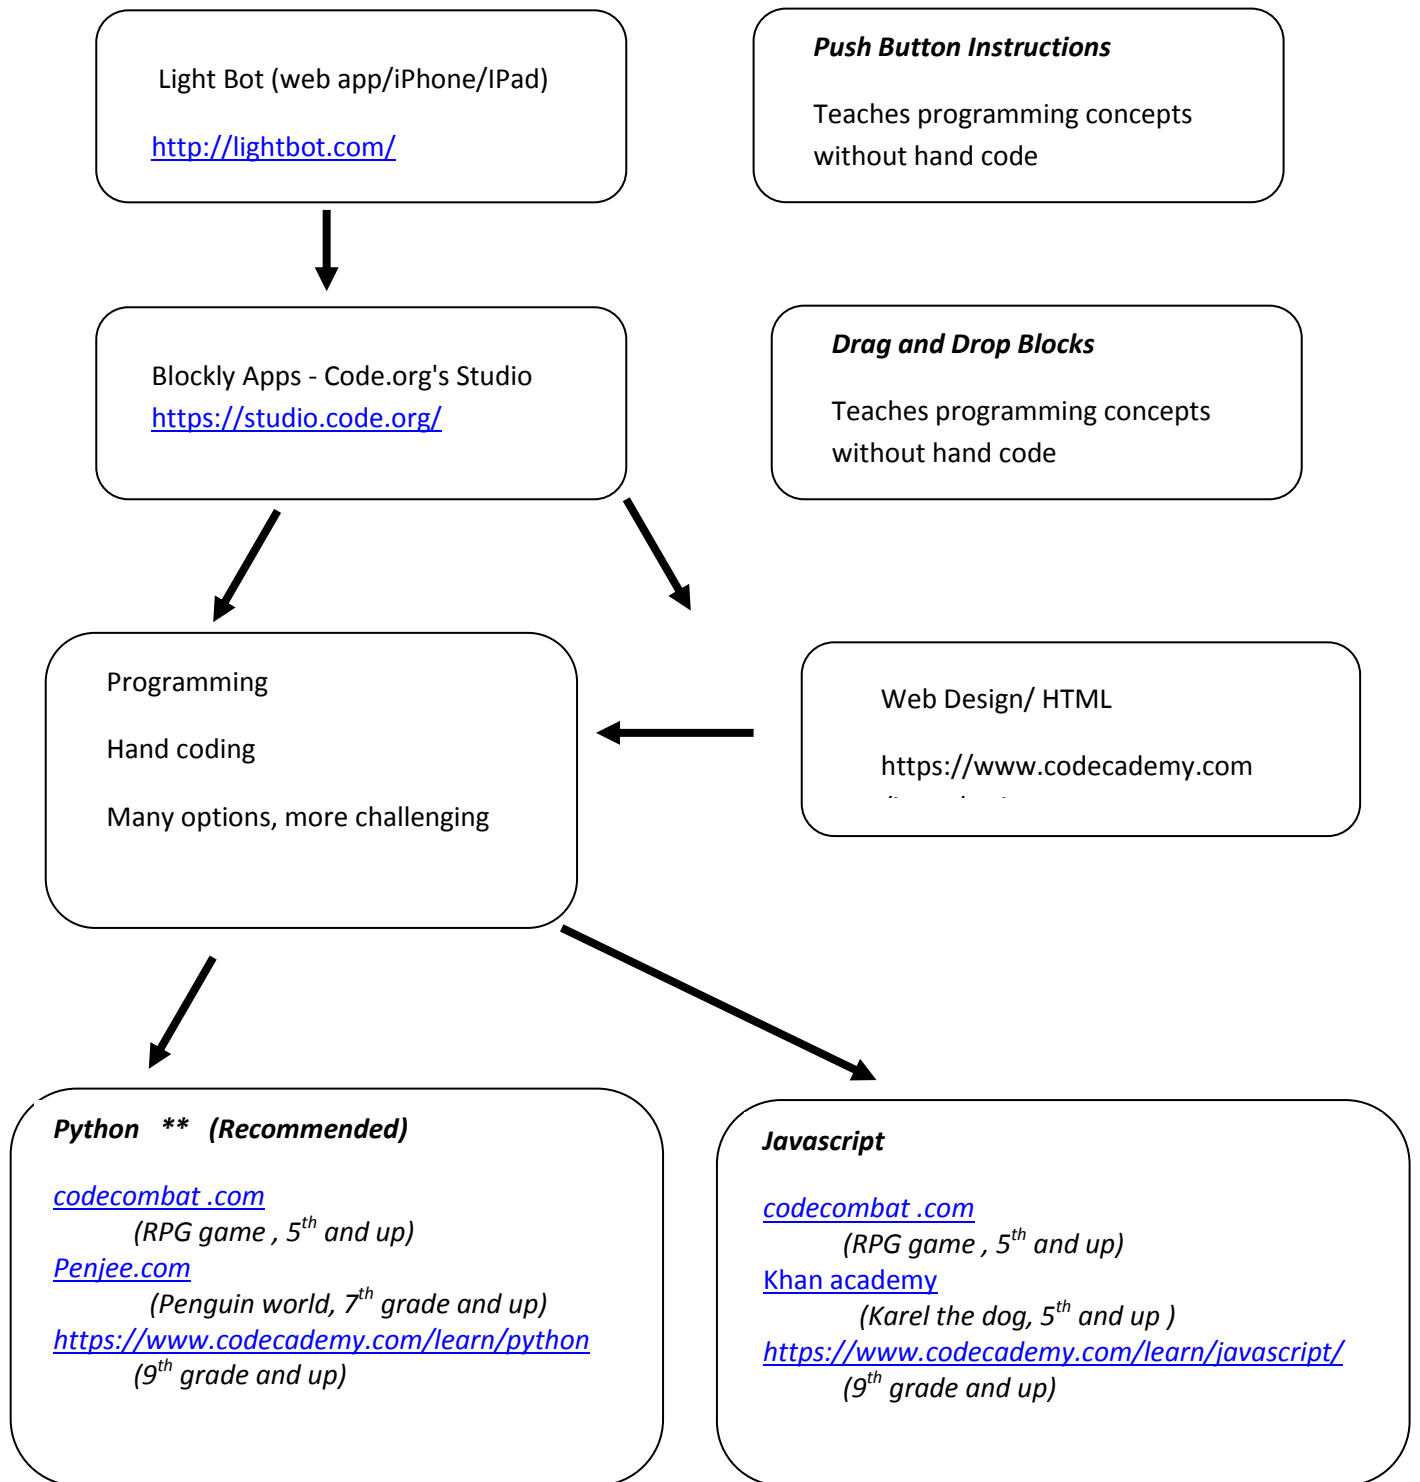 Light Bot (web app/iPhone/IPad)
http://lightbot.com/
Push Button Instructions
Teaches programming concepts
without hand code
Blockly Apps - Code.org's Studio
https://studio.code.org/
Drag and Drop Blocks
Teaches programming concepts
without hand code
Programming
Hand coding
Many options, more challenging
Web Design/ HTML
https://www.codecademy.com
Python ** (Recommended)
codecombat .com
(RPG game , 5th and up)
Penjee.com
(Penguin world, 7th grade and up)
https://www.codecademy.com/learn/python
(9th grade and up)
Javascript
codecombat .com
(RPG game , 5th and up)
Khan academy
(Karel the dog, 5th and up )
https://www.codecademy.com/learn/javascript/
(9th grade and up)